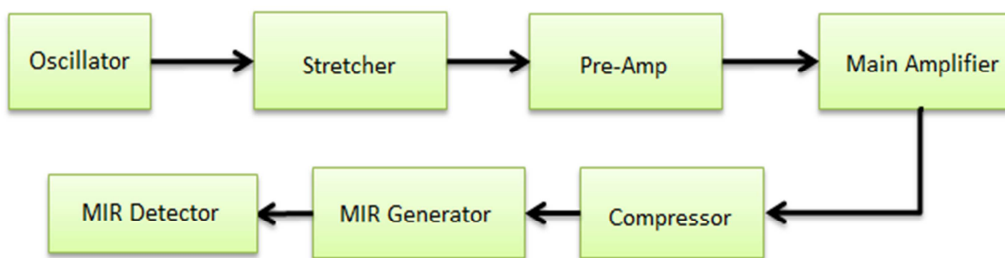 Oscillator
Stretcher
Pre-Amp
Main Amplifier
MIR Detector
MIR Generator
Compressor